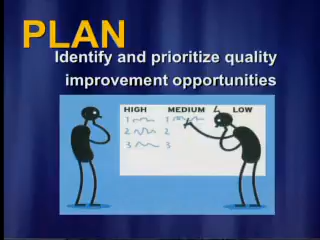 PLAN
Identify and prioritize quality
improvement opportunities
HIGH MEDIUM LOW
1 1
2 2
3 3